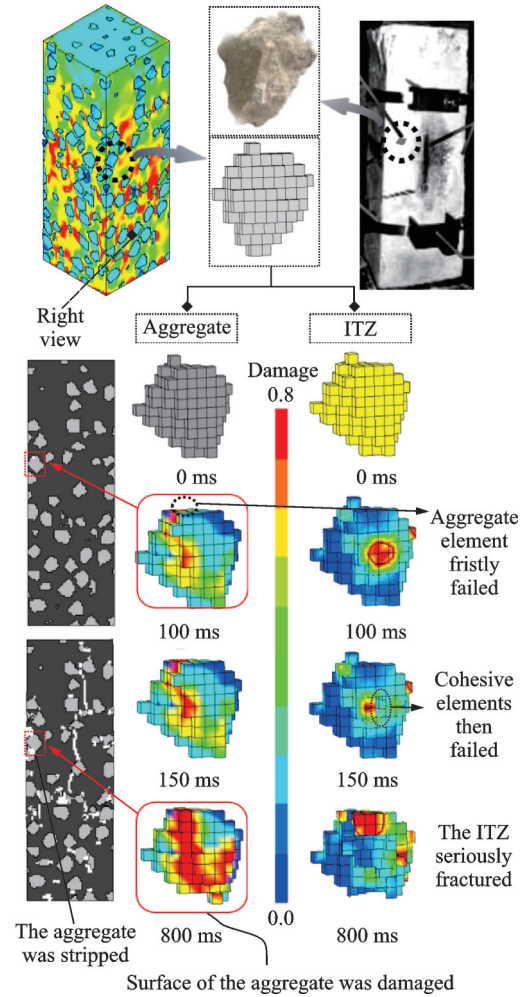 Right
view
Aggregate
ITZ
Damage
0.8
0 ms
0 ms
Aggregate
element
fristly
failed
100 ms
100 ms
Cohesive
elements
then
failed
150 ms
150 ms
The ITZ
seriously
fractured
0.0
The aggregate
was stripped
800 ms
800 ms
Surface of the aggregate was damaged